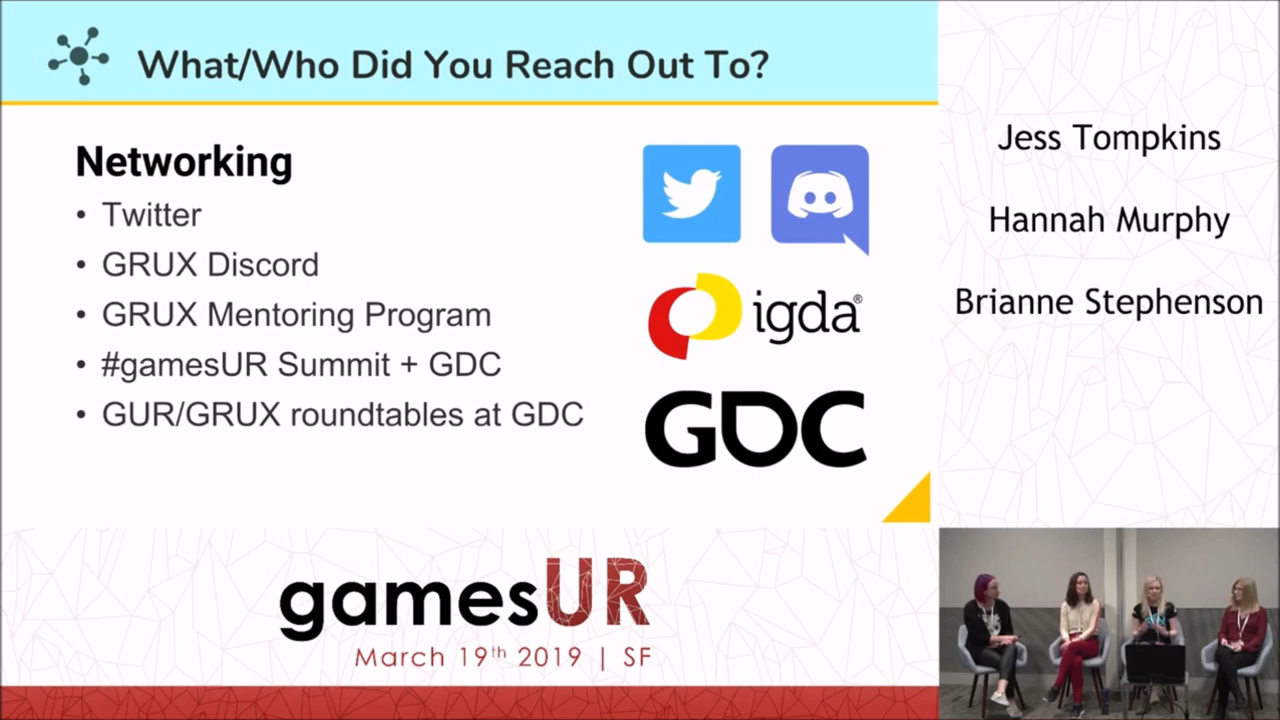 What/Who Did You Reach Out To?
Networking
• Twitter
• GRUX Discord
• GRUX Mentoring Program
• #gamesUR Summit + GDC
• GUR/GRUX roundtables at GDC
igda®
GDC
Jess Tompkins
Hannah Murphy
Brianne Stephenson
gamesUR
March 19th 2019 | SF